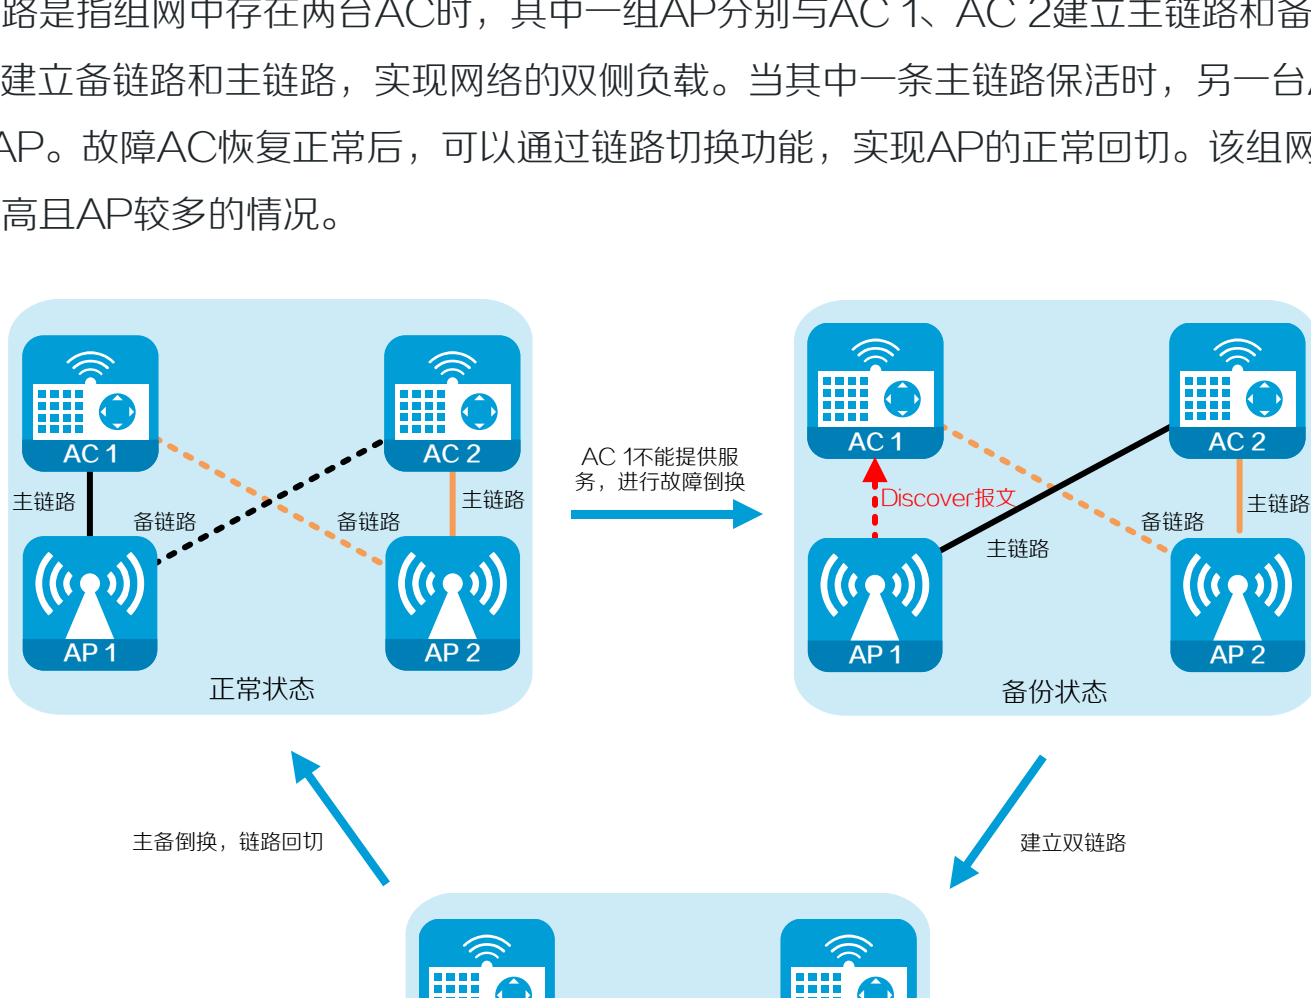 路是指组网中存在两台AC时，其中一组AP分别与AC 1、AC 2建立主链路和备
建立备链路和主链路，实现网络的双侧负载。当其中一条主链路保活时，另一台
AP。故障AC恢复正常后，可以通过链路切换功能，实现AP的正常回切。该组网
高且AP较多的情况。
AC 1
AC 2
主链路
备链路
备链路
主链路
AP 1
AP 2
正常状态
AC 1不能提供服
务，进行故障倒换
AC 1
AC 2
Discover报文
主链路
备链路
主链路
AP 1
AP 2
备份状态
主备倒换，链路回切
建立双链路